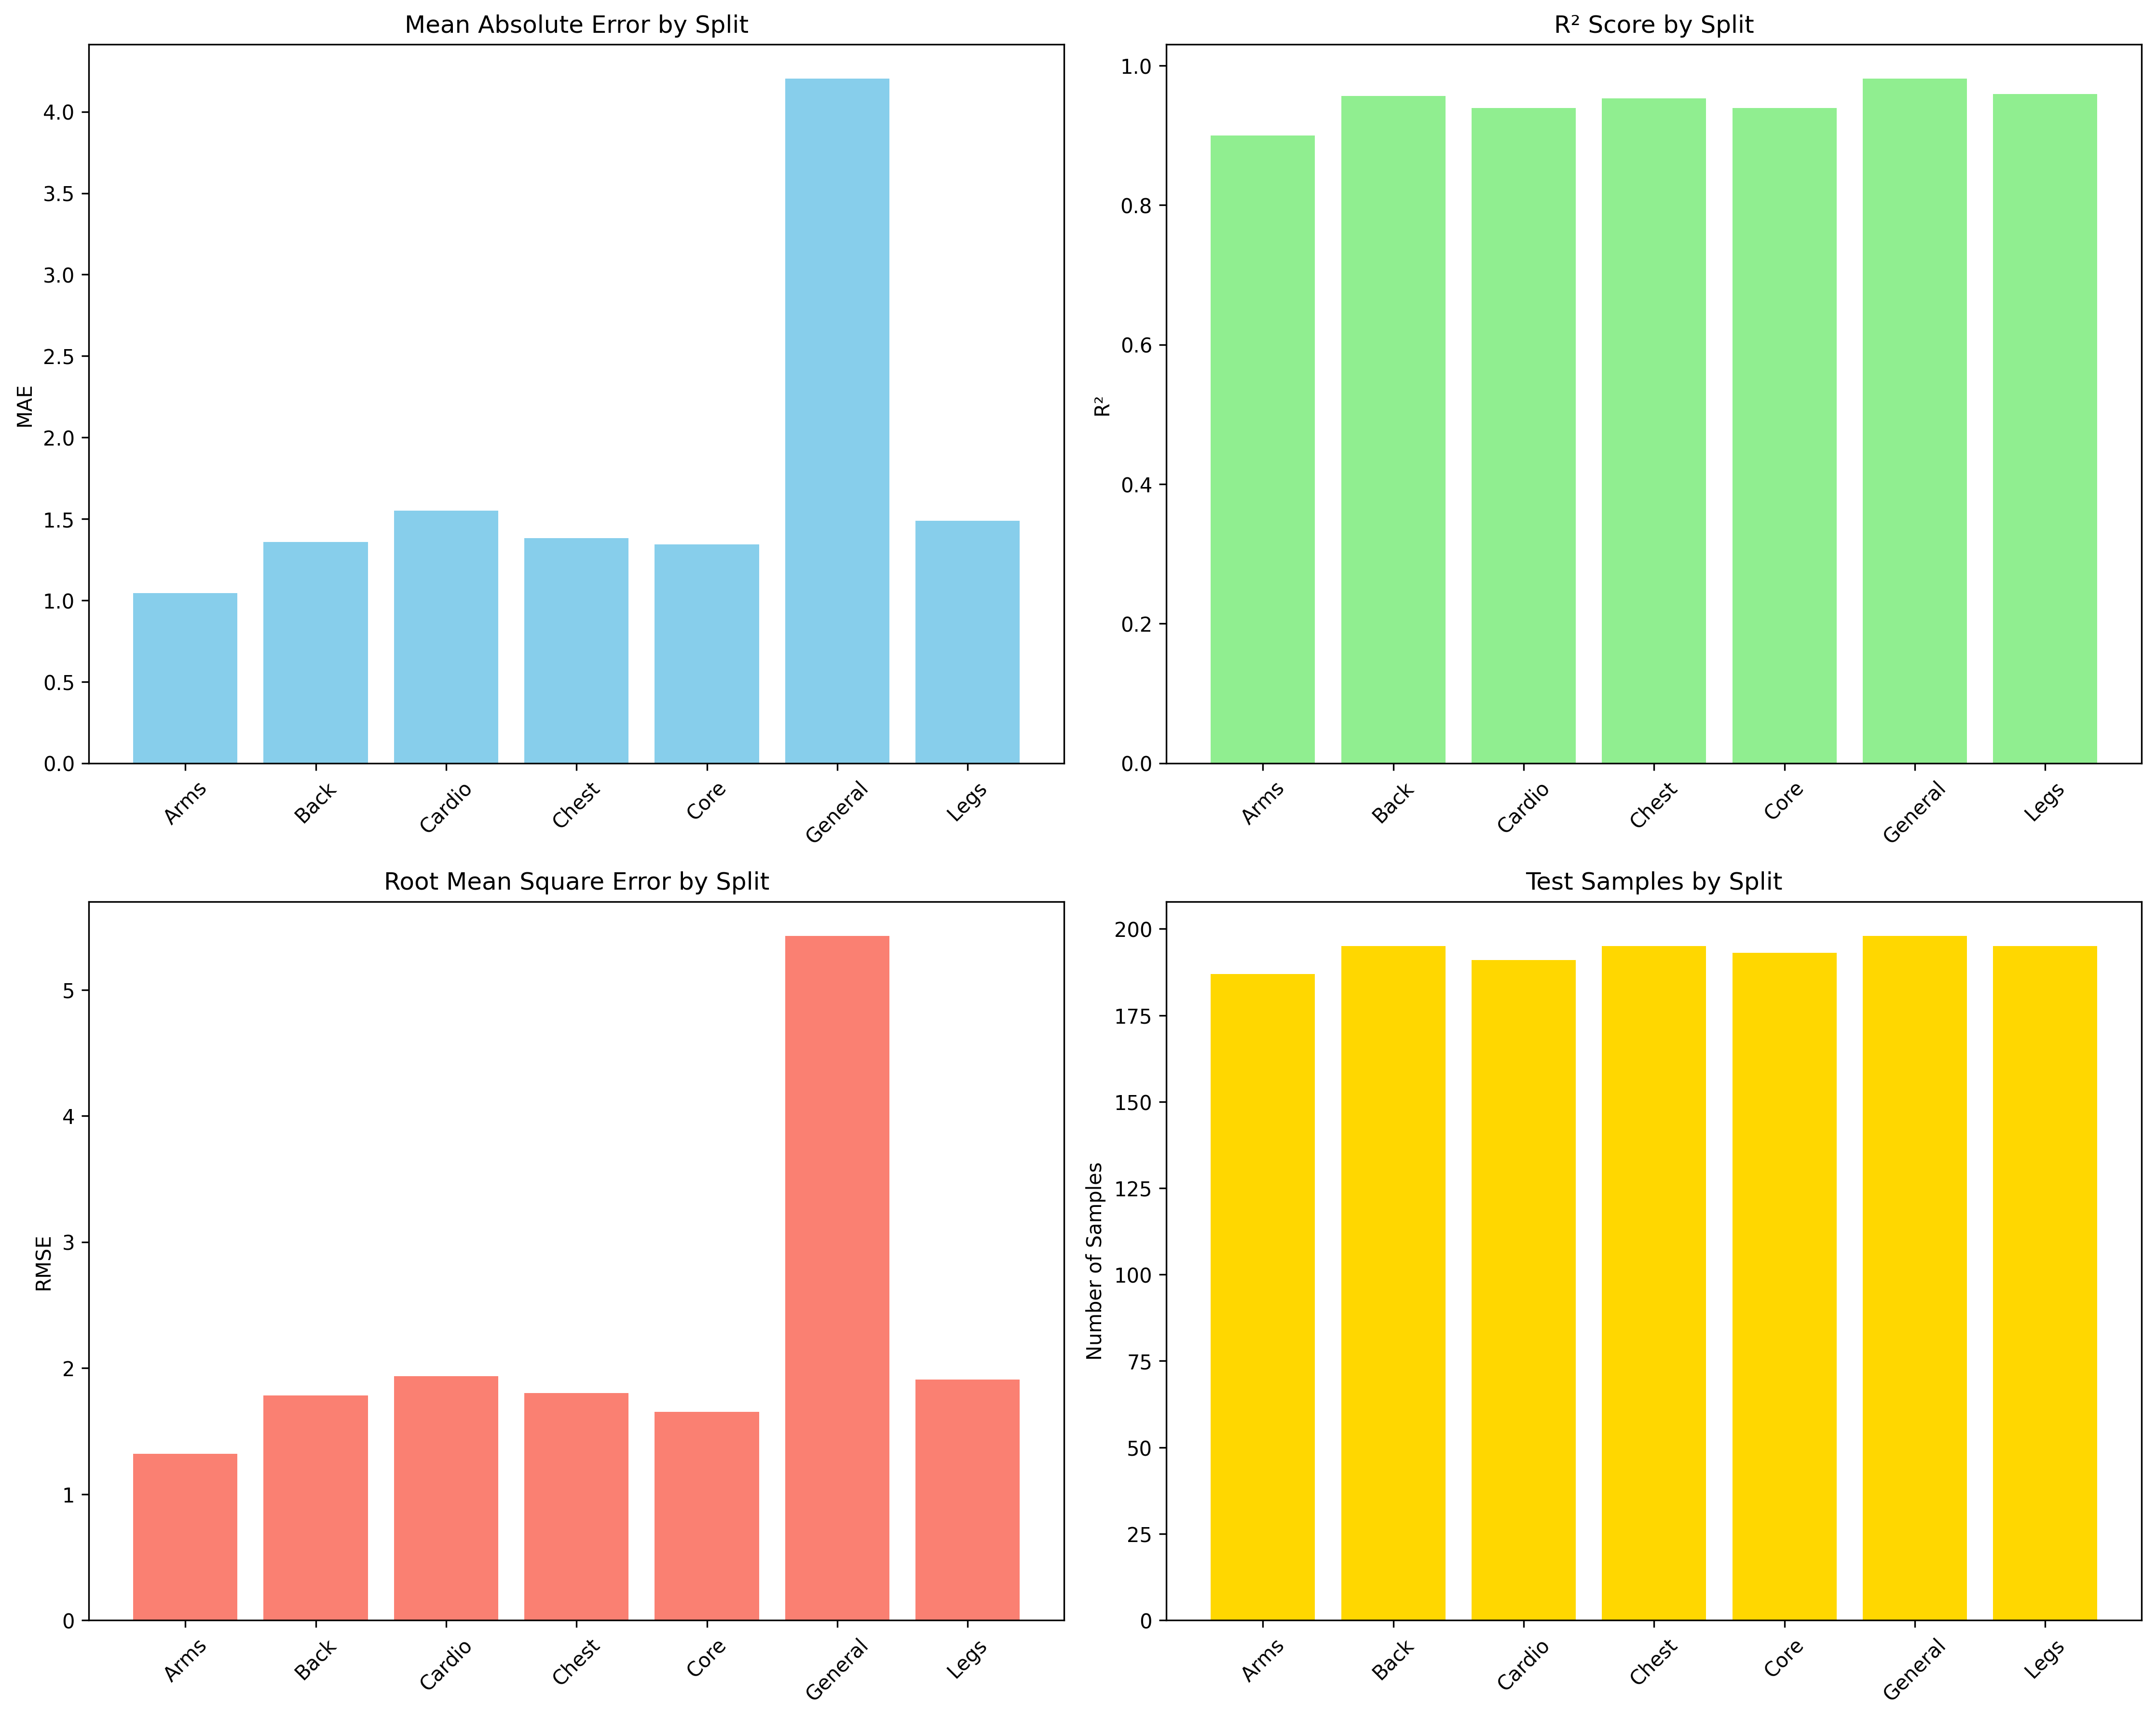 Mean Absolute Error by Split
MAE
4.0
3.5
3.0
2.5
2.0
1.5
1.0
0.5
0.0
Arms
Back
Cardio
Chest
Core
General
Legs
R² Score by Split
R²
1.0
0.8
0.6
0.4
0.2
0.0
Arms
Back
Cardio
Chest
Core
General
Legs
Root Mean Square Error by Split
RMSE
5
4
3
2
1
0
Arms
Back
Cardio
Chest
Core
General
Legs
Test Samples by Split
Number of Samples
200
175
150
125
100
75
50
25
0
Arms
Back
Cardio
Chest
Core
General
Legs